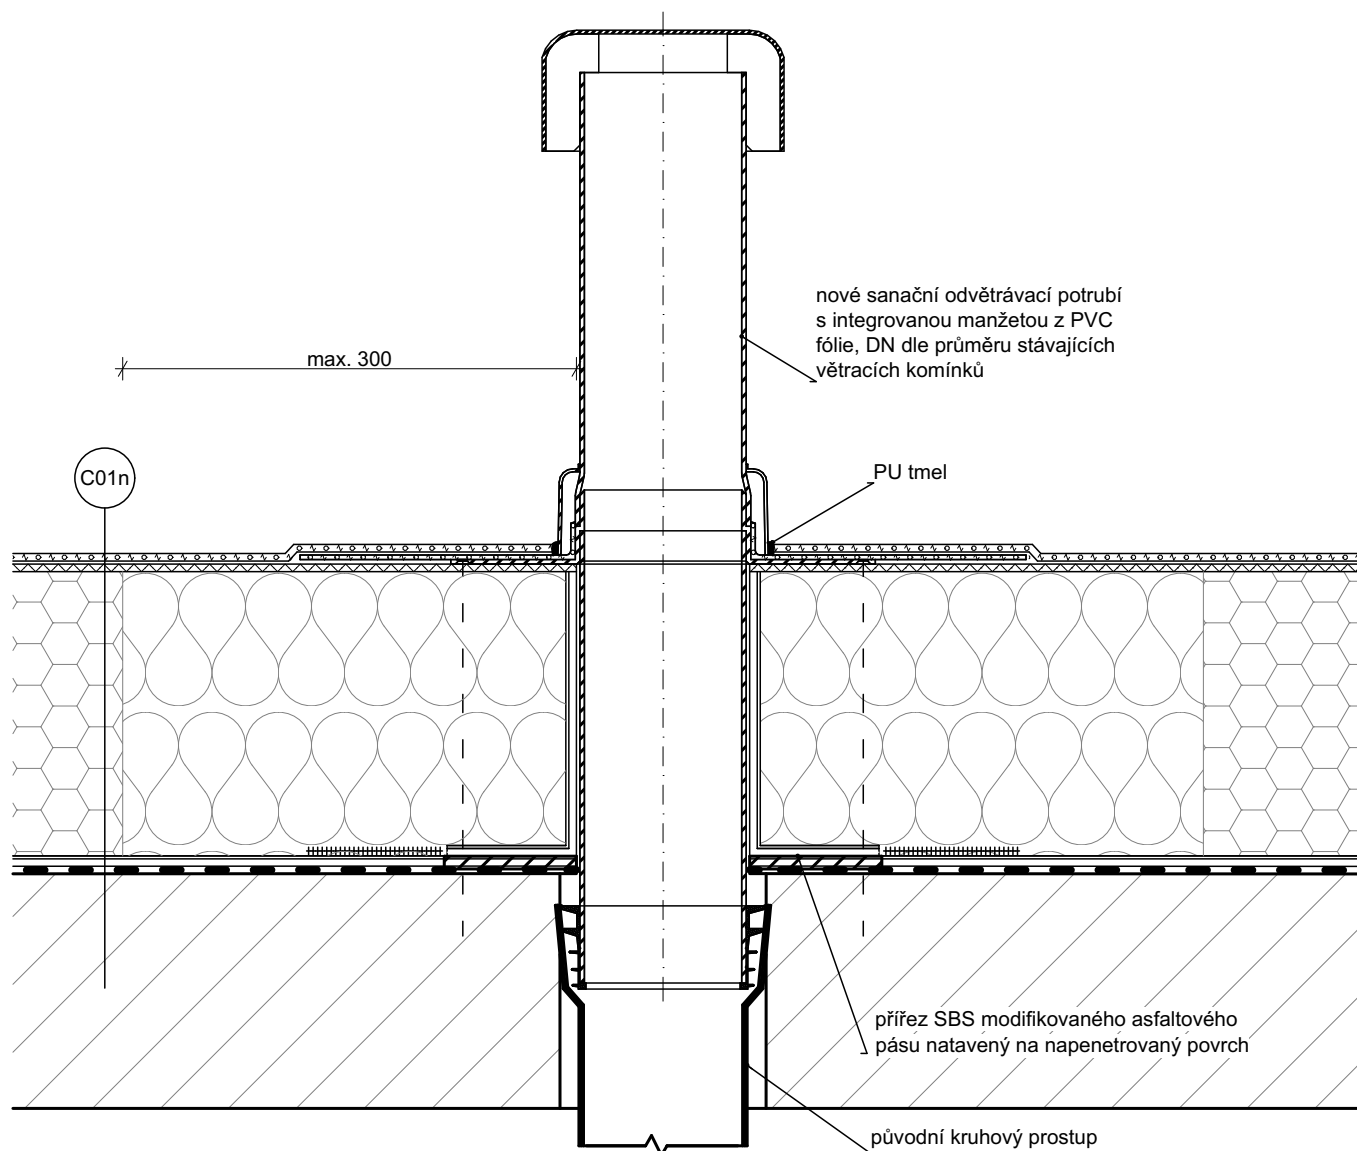 nové sanační odvětrávací potrubí
s integrovanou manžetou z PVC
fólie, DN dle průměru stávajících
větracích komínků
max. 300
C01n
PU tmel
přířez SBS modifikovaného asfaltového
pásu natavený na napenetrovaný povrch
původní kruhový prostup